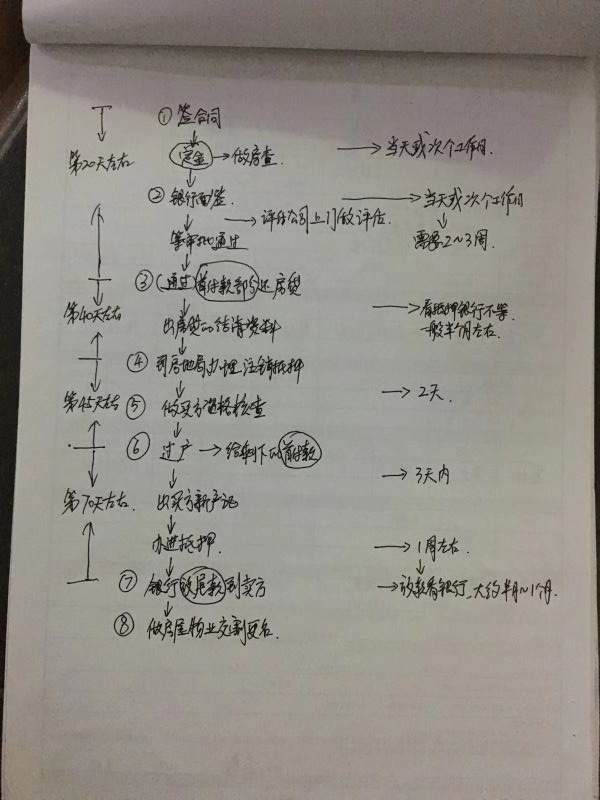 ① 签合同
定金 → 做房查. → 当天或次个工作日.
第20天左右
② 银行面签. → 当天或次个工作日
→ 评估公司上门做评估.
等审批通过 需要2~3周.
③ (通过) 首付款部分还房贷
第40天左右 → 看抵押银行不等.
出房贷的结清资料 一般半个月左右.
④ 到房地局办理注销抵押
第45天左右 ⑤ 做买方资格核查 → 2天.
⑥ 过户 → 给剩下的首付款
→ 3天内
第70天左右. 出买方新产证
办进抵押. → 1周左右.
⑦ 银行放尾款到卖方 → 放款看银行、大约半月~1个月.
⑧ 做房屋物业交割更名.